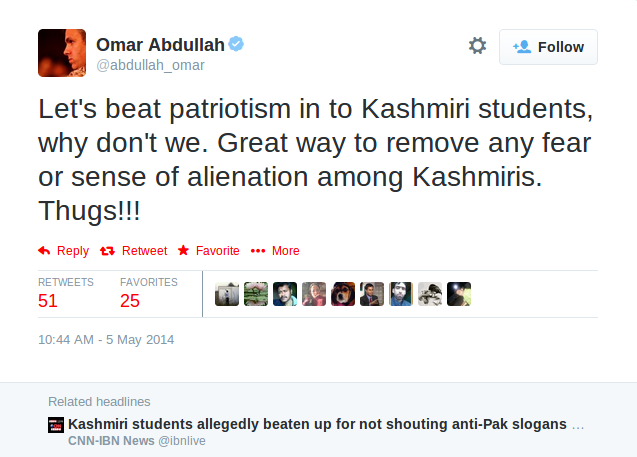 Omar Abdullah
@abdullah_omar
Follow
Let's beat patriotism in to Kashmiri students,
why don't we. Great way to remove any fear
or sense of alienation among Kashmiris.
Thugs!!!
Reply Retweet Favorite More
RETWEETS FAVORITES
51 25
10:44 AM - 5 May 2014
Related headlines
Kashmiri students allegedly beaten up for not shouting anti-Pak slogans ...
CNN-IBN News @ibnlive